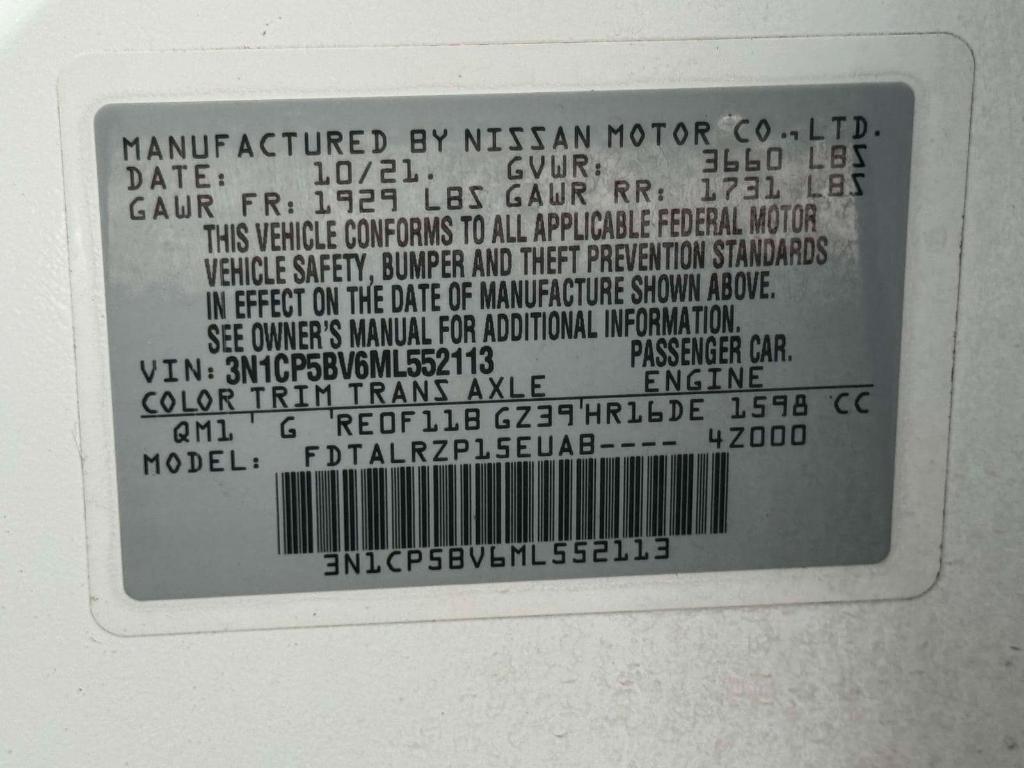 MANUFACTURED BY NISSAN MOTOR CO., LTD.
DATE: 10/21. GVWR: 3660 LBS
GAWR FR: 1929 LBS GAWR RR: 1731 LBS
THIS VEHICLE CONFORMS TO ALL APPLICABLE FEDERAL MOTOR
VEHICLE SAFETY, BUMPER AND THEFT PREVENTION STANDARDS
IN EFFECT ON THE DATE OF MANUFACTURE SHOWN ABOVE.
SEE OWNER'S MANUAL FOR ADDITIONAL INFORMATION.
VIN: 3N1CP5BV6ML552113 PASSENGER CAR.
COLOR TRIM TRANS AXLE ENGINE
QM1 G RE0F11B GZ39 HR16DE 1598 CC
MODEL: FDTALRZP15EUAB---- 4Z000
3N1CP5BV6ML552113